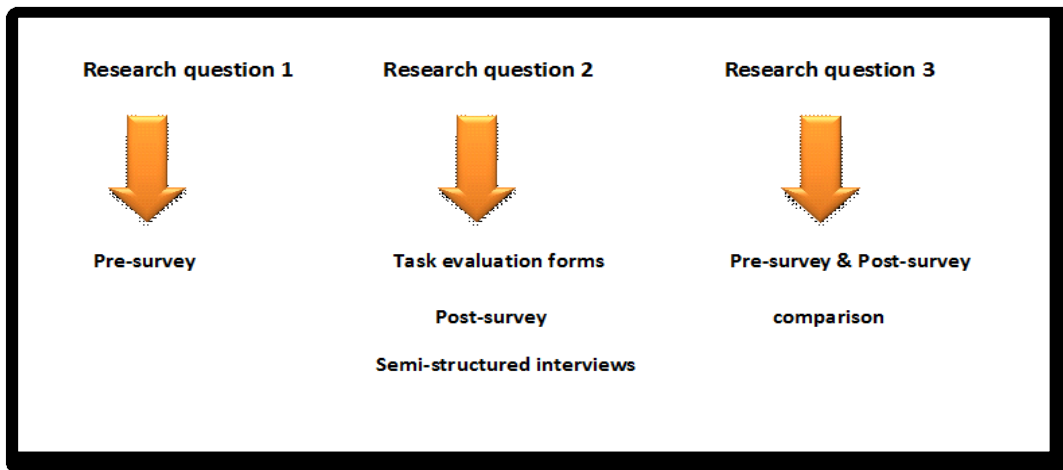 Research question 1
Research question 2
Research question 3
Pre-survey
Task evaluation forms
Pre-survey & Post-survey
Post-survey
comparison
Semi-structured interviews